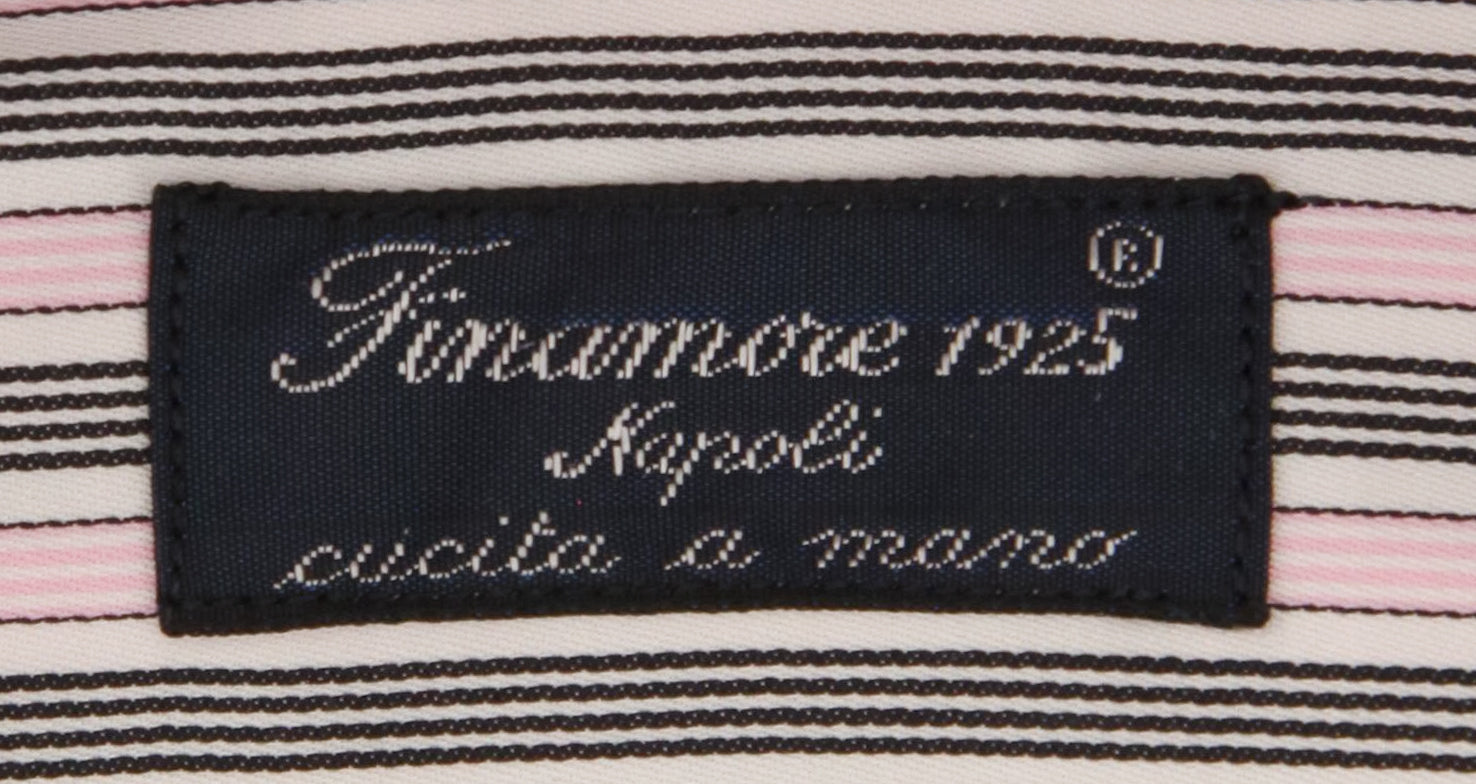 Finamore 1925®
Napoli
cucita a mano